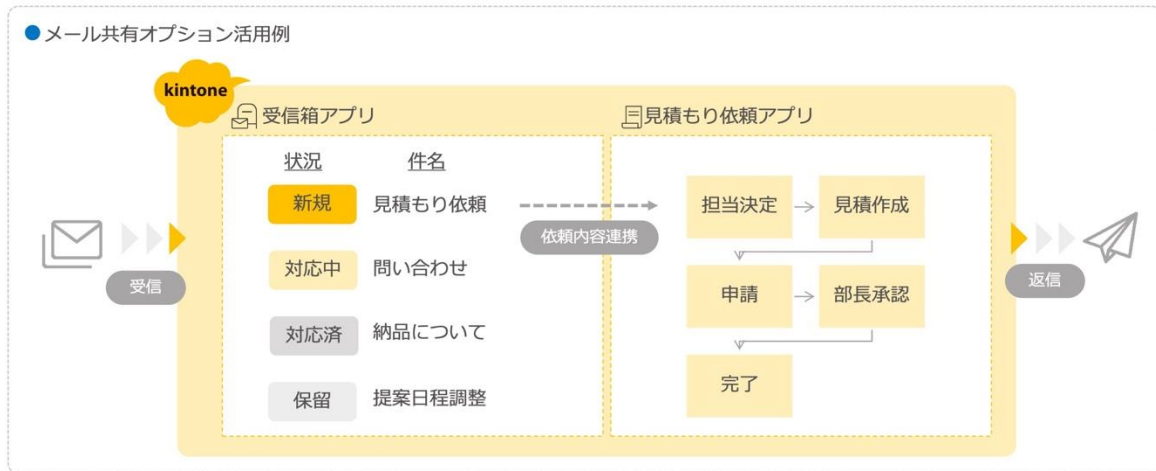 メール共有オプション活用例
kintone
受信箱アプリ
見積もり依頼アプリ
状況 件名
新規 見積もり依頼
対応中 問い合わせ
対応済 納品について
保留 提案日程調整
受信
依頼内容連携
担当決定 見積作成
申請 部長承認
完了
返信